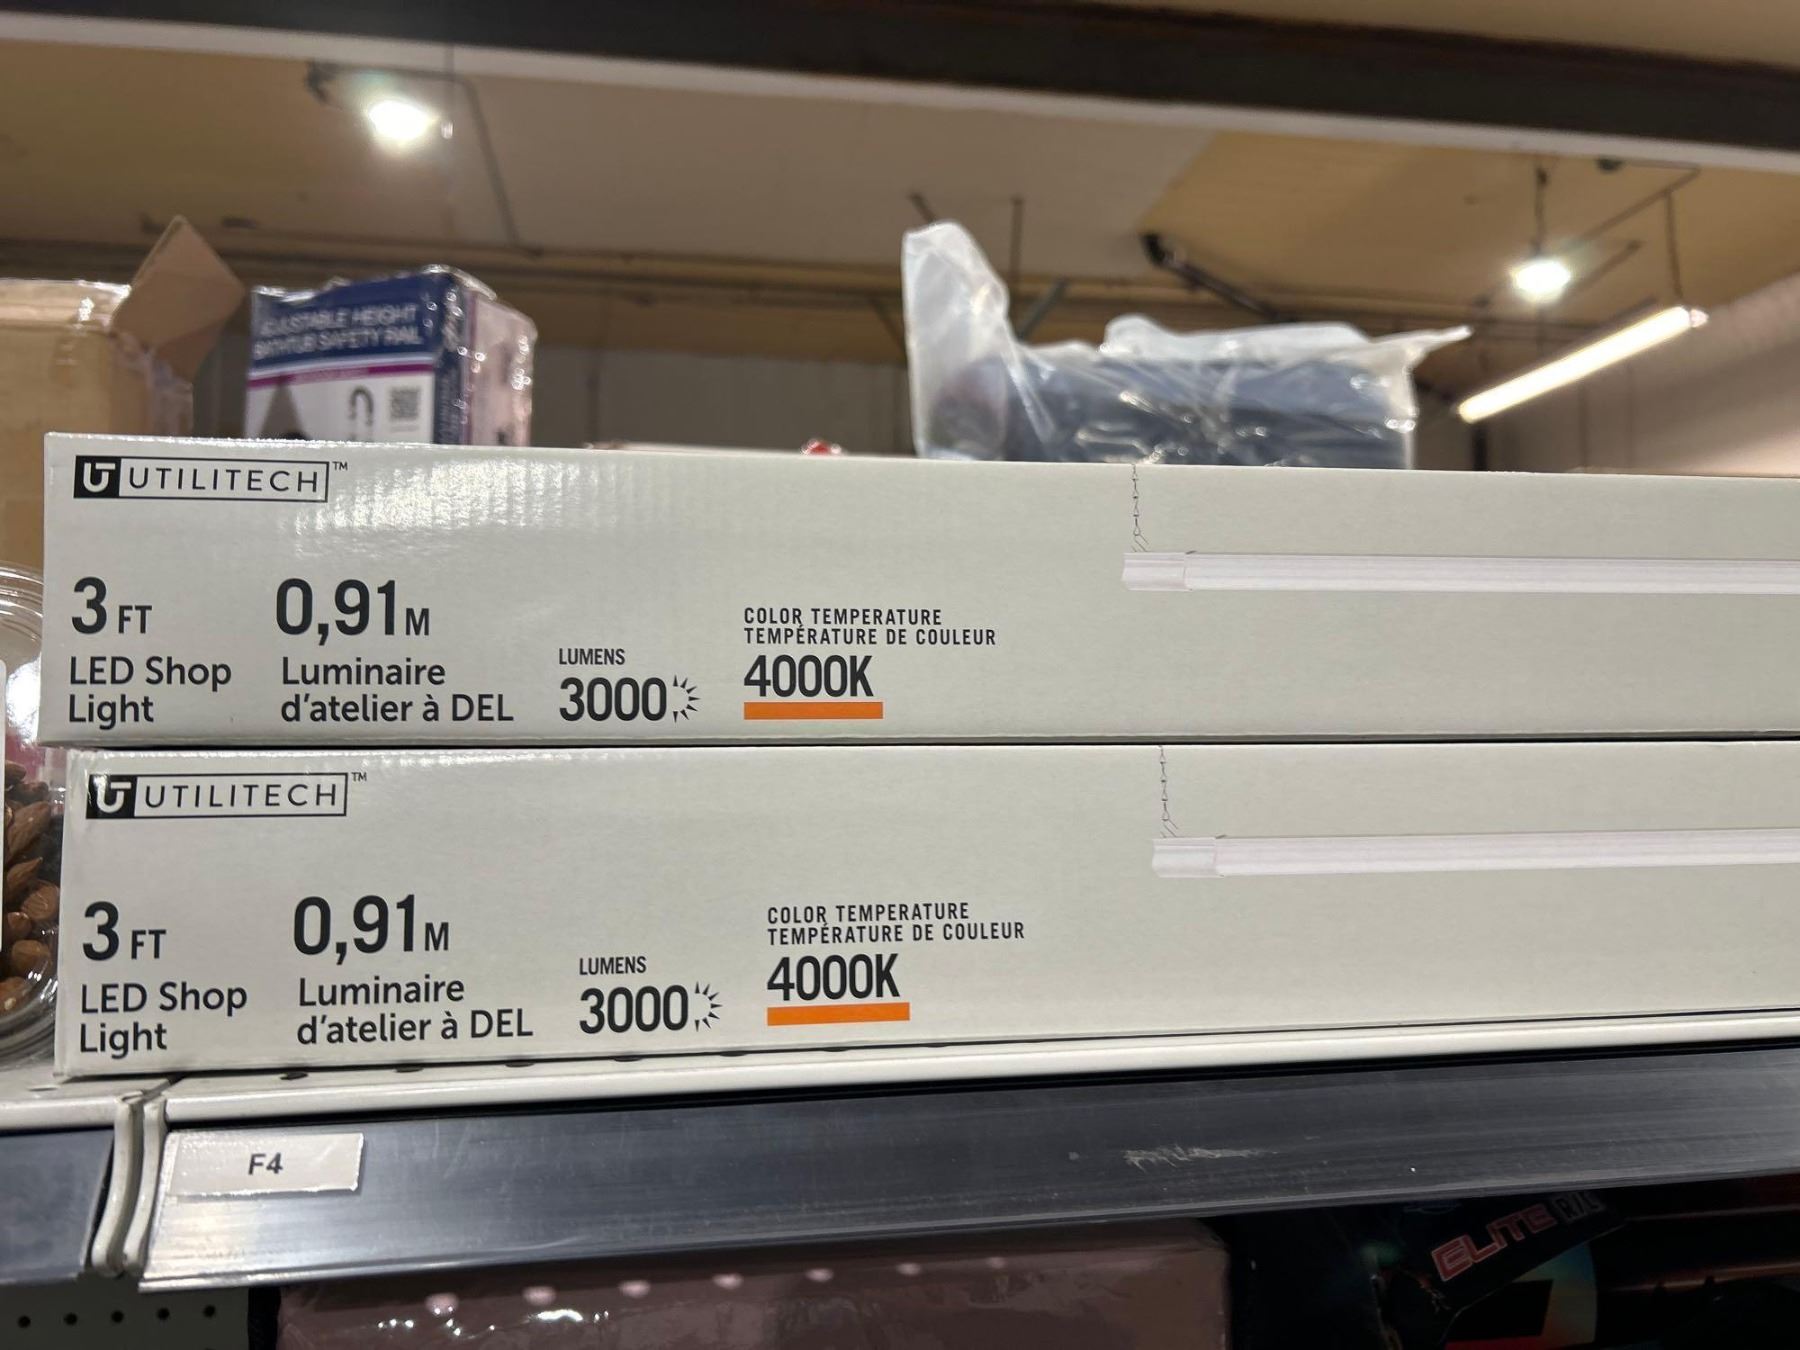 ADJUSTABLE HEIGHT
BATHTUB SAFETY RAIL
UTILITECH™
3 FT
LED Shop
Light
0,91 M
Luminaire
d'atelier à DEL
LUMENS
3000
COLOR TEMPERATURE
TEMPÉRATURE DE COULEUR
4000K
UTILITECH™
3 FT
LED Shop
Light
0,91 M
Luminaire
d'atelier à DEL
LUMENS
3000
COLOR TEMPERATURE
TEMPÉRATURE DE COULEUR
4000K
F4
ELITE R/C